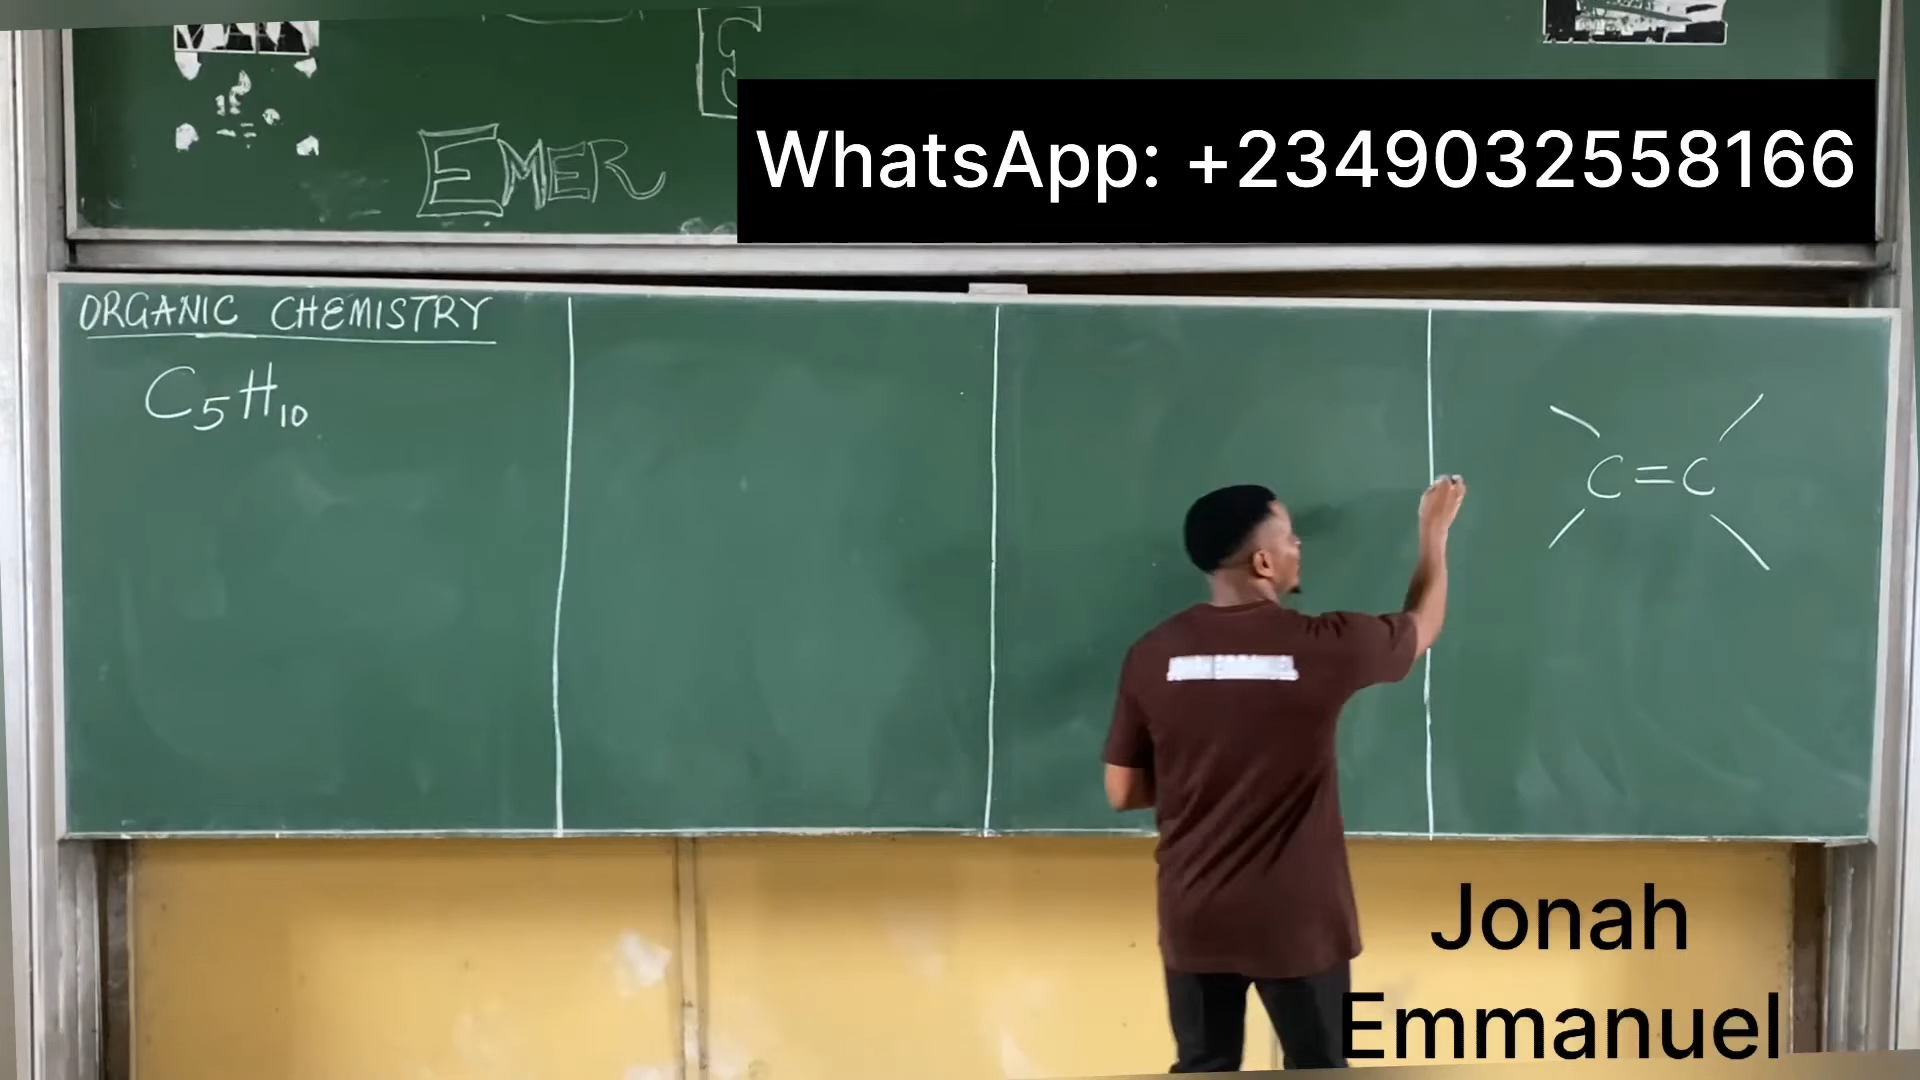 E
EMER
WhatsApp: +2349032558166
ORGANIC CHEMISTRY
C₅H₁₀
C=C
Jonah
Emmanuel